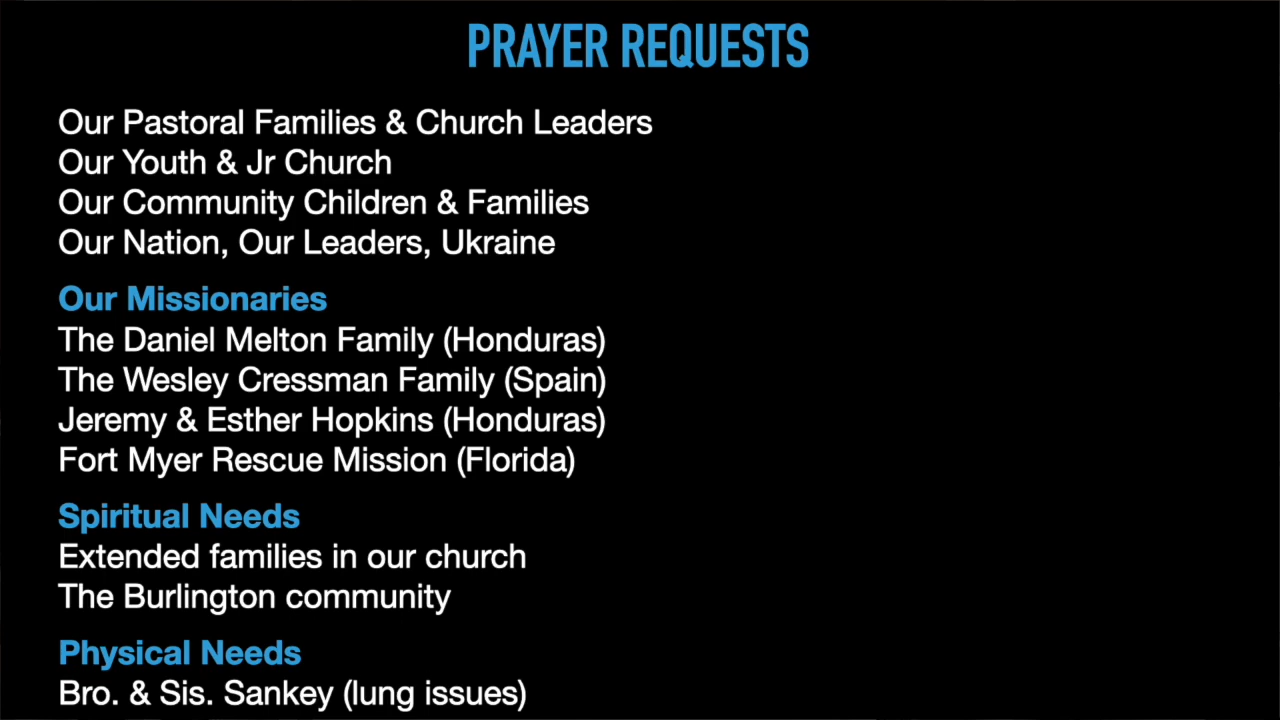 PRAYER REQUESTS
Our Pastoral Families & Church Leaders
Our Youth & Jr Church
Our Community Children & Families
Our Nation, Our Leaders, Ukraine
Our Missionaries
The Daniel Melton Family (Honduras)
The Wesley Cressman Family (Spain)
Jeremy & Esther Hopkins (Honduras)
Fort Myer Rescue Mission (Florida)
Spiritual Needs
Extended families in our church
The Burlington community
Physical Needs
Bro. & Sis. Sankey (lung issues)